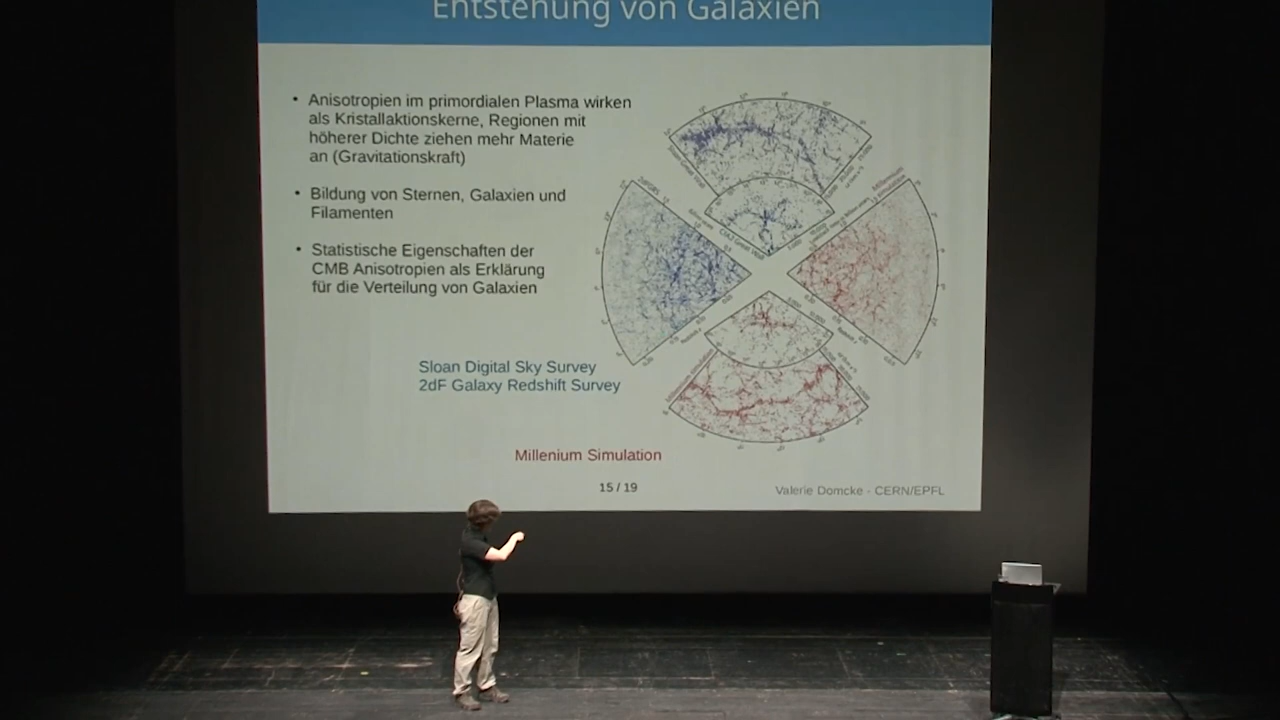 Entstehung von Galaxien
• Anisotropien im primordialen Plasma wirken
als Kristallaktionskerne, Regionen mit
höherer Dichte ziehen mehr Materie
an (Gravitationskraft)
• Bildung von Sternen, Galaxien und
Filamenten
• Statistische Eigenschaften der
CMB Anisotropien als Erklärung
für die Verteilung von Galaxien
Sloan Digital Sky Survey
2dF Galaxy Redshift Survey
Millenium Simulation
15 / 19
Valerie Domcke - CERN/EPFL
Millennium
simulation